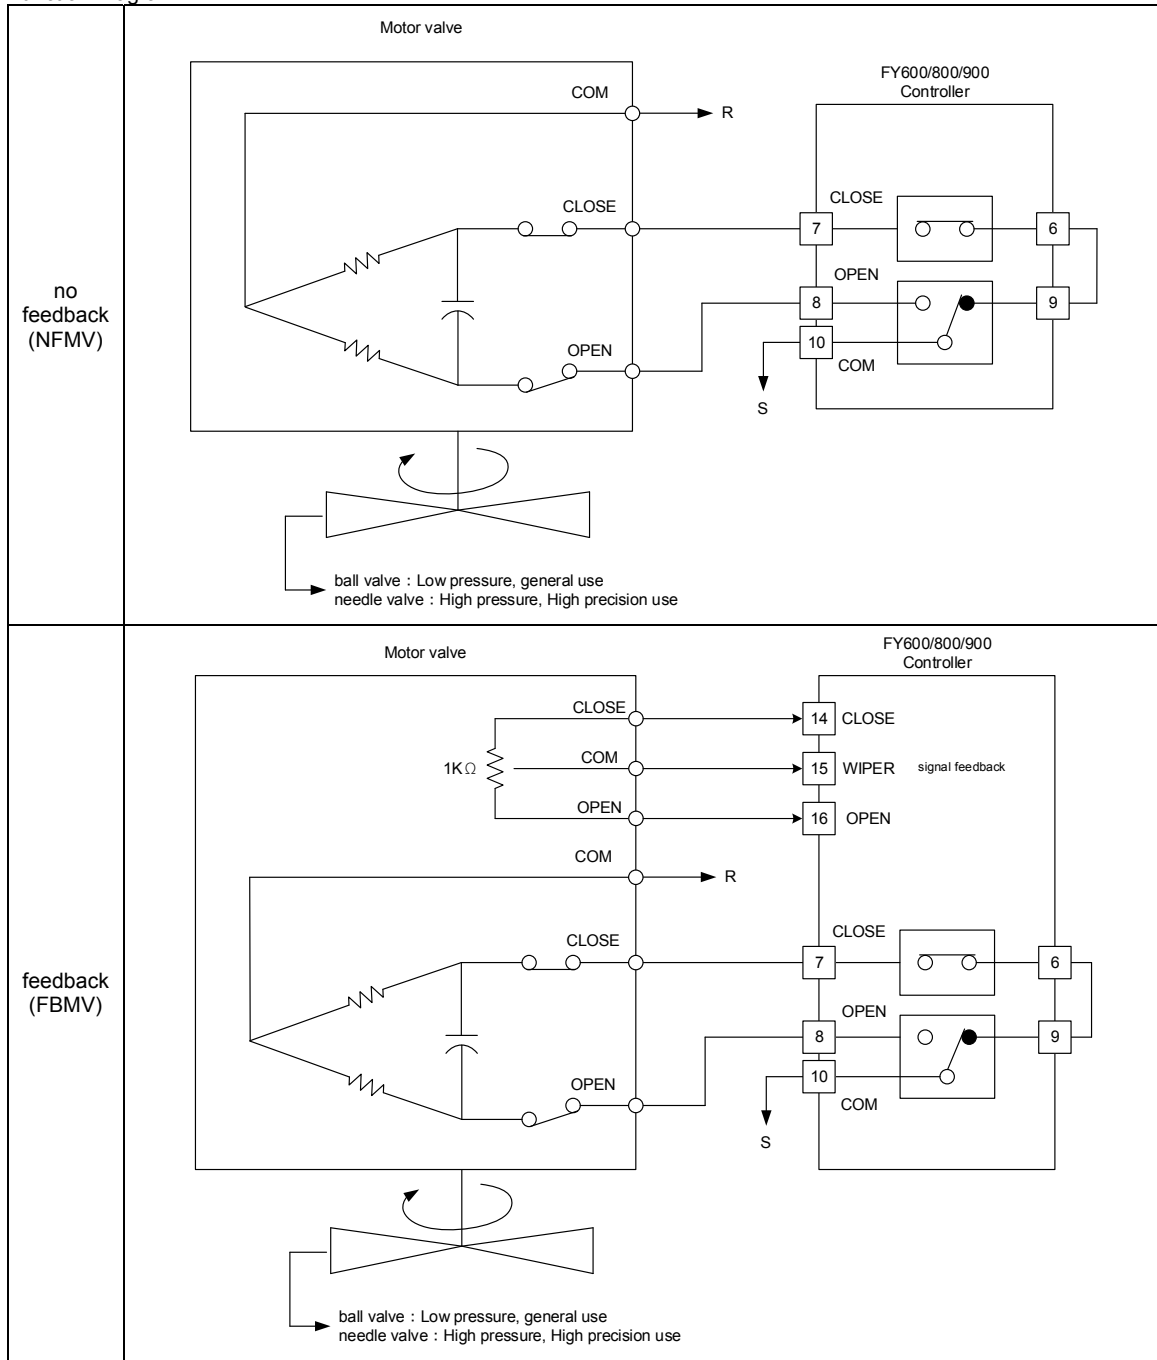 Motor valve
FY600/800/900
Controller
COM
R
CLOSE
CLOSE
7
6
OPEN
8
9
OPEN
10
COM
S
no
feedback
(NFMV)
ball valve：Low pressure, general use
needle valve：High pressure, High precision use
Motor valve
FY600/800/900
Controller
CLOSE
14 CLOSE
1KΩ
COM
15 WIPER signal feedback
OPEN
16 OPEN
COM
R
CLOSE
CLOSE
7
6
OPEN
8
9
OPEN
10
COM
S
feedback
(FBMV)
ball valve：Low pressure, general use
needle valve：High pressure, High precision use